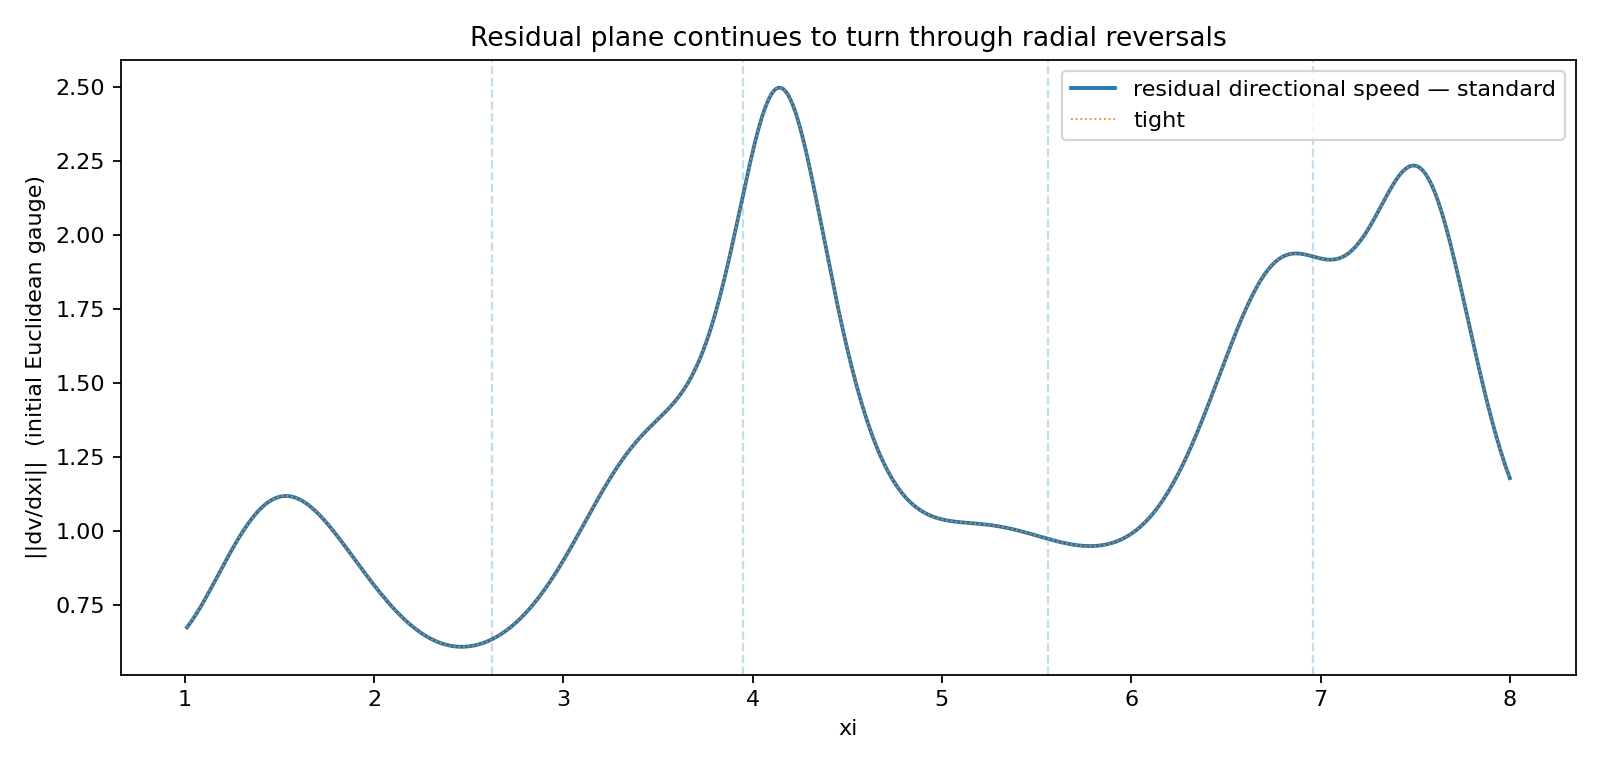 Residual plane continues to turn through radial reversals
residual directional speed — standard
tight
||dv/dxi||  (initial Euclidean gauge)
2.50
2.25
2.00
1.75
1.50
1.25
1.00
0.75
1 2 3 4 5 6 7 8
xi